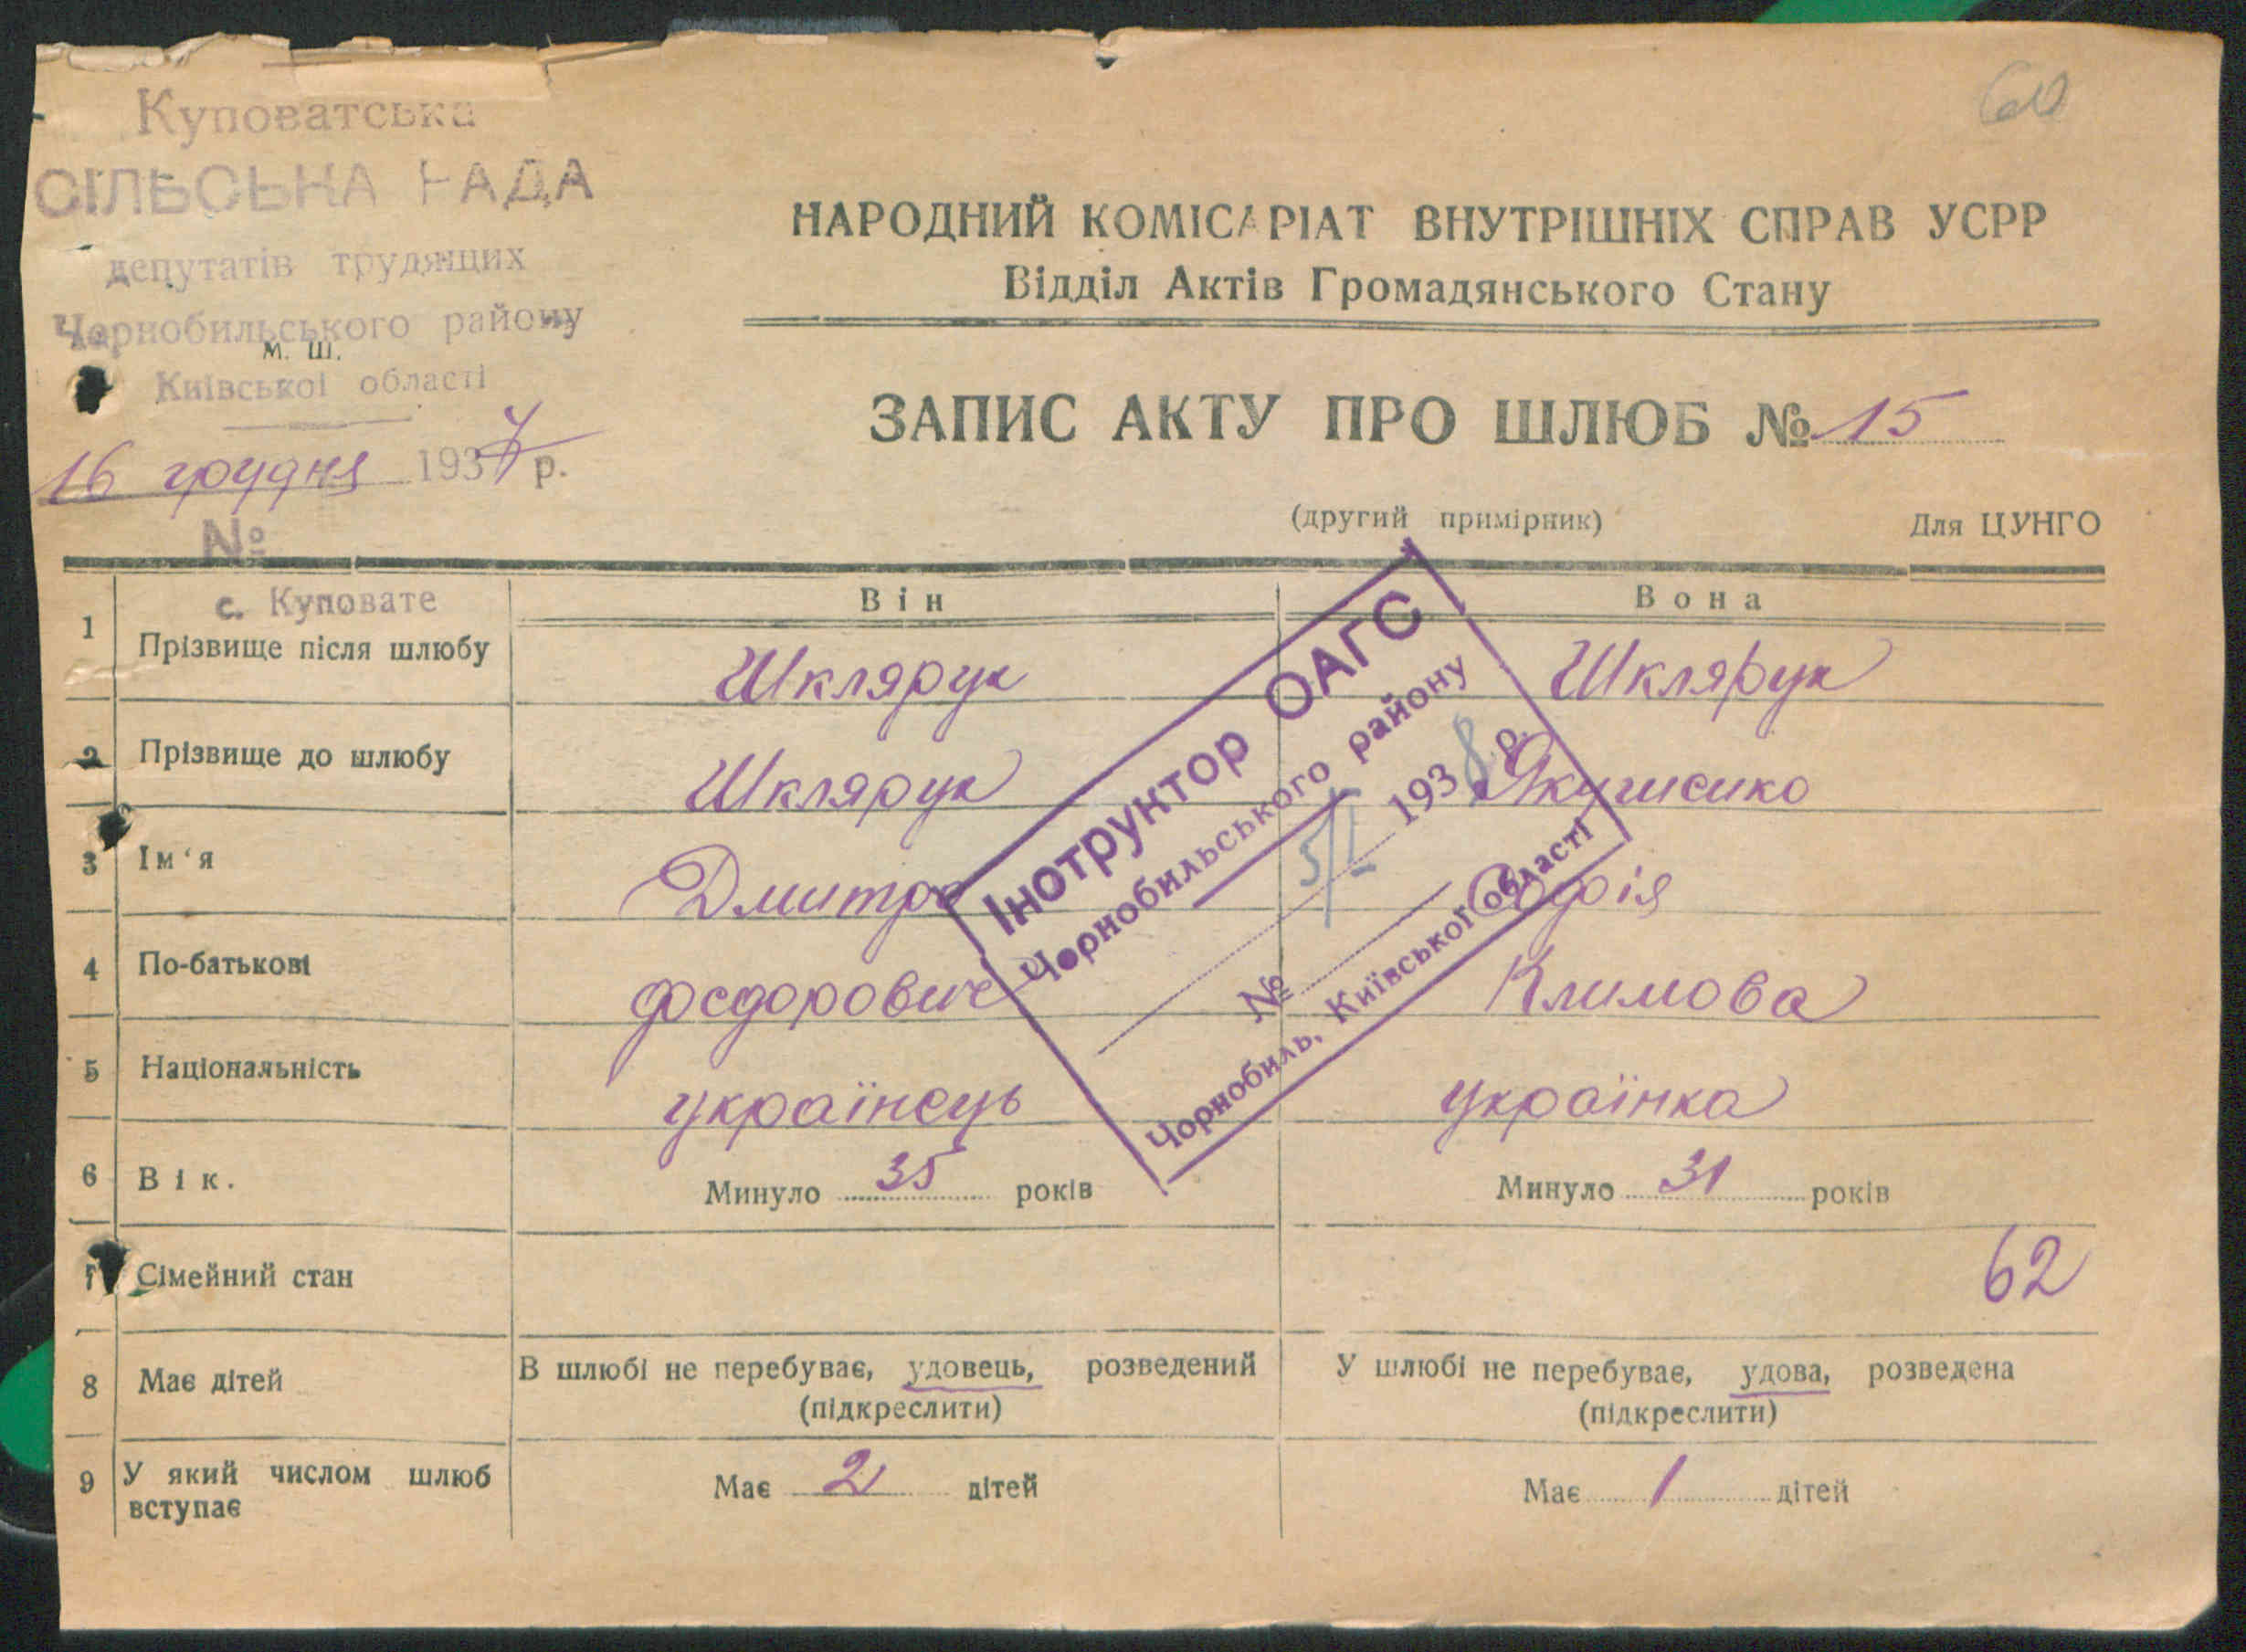 60
Куповатська
СІЛЬСЬКА РАДА
депутатів трудящих
Чорнобильського району
м. ш.
Київської області
16 грудня 1937 р.
№
НАРОДНИЙ КОМІСАРІАТ ВНУТРІШНІХ СПРАВ УСРР
Відділ Актів Громадянського Стану
ЗАПИС АКТУ ПРО ШЛЮБ № 15
(другий примірник) Для ЦУНГО
с. Куповате
Він Вона
1 Прізвище після шлюбу Шклярук Шклярук
2 Прізвище до шлюбу Шклярук
3 Ім'я Дмитро Софія
4 По-батькові Федорович Климова
5 Національність українець українка
6 Вік. Минуло 35 років Минуло 31 років
7 Сімейний стан 62
8 Має дітей В шлюбі не перебуває, удовець, розведений У шлюбі не перебуває, удова, розведена
(підкреслити) (підкреслити)
9 У який числом шлюб Має 2 дітей Має 1 дітей
вступає
Інотруктор ОАГС
Чорнобильського району
5/I 1938 р.
№
Чорнобиль, Київської області